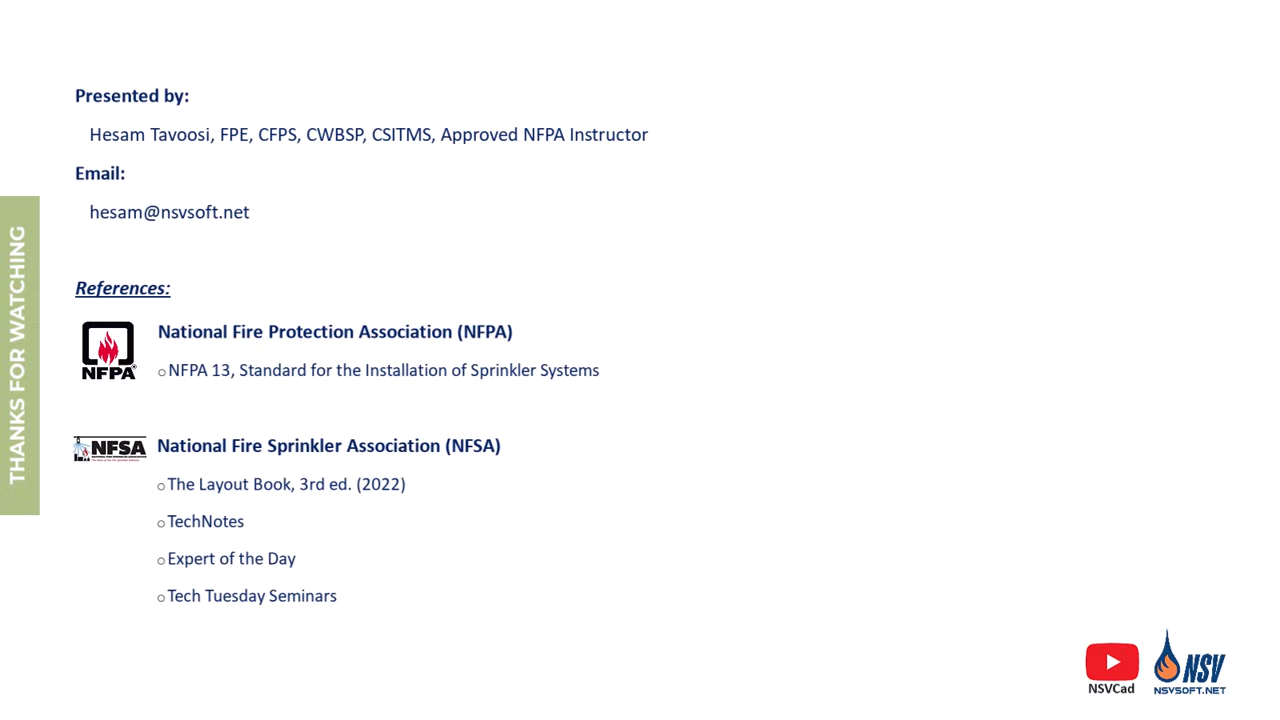 Presented by:
Hesam Tavoosi, FPE, CFPS, CWBSP, CSITMS, Approved NFPA Instructor
Email:
hesam@nsvsoft.net
THANKS FOR WATCHING
References:
NFPA
National Fire Protection Association (NFPA)
NFPA 13, Standard for the Installation of Sprinkler Systems
NFSA
National Fire Sprinkler Association (NFSA)
The Layout Book, 3rd ed. (2022)
TechNotes
Expert of the Day
Tech Tuesday Seminars
NSVCad
NSV
NSVSOFT.NET